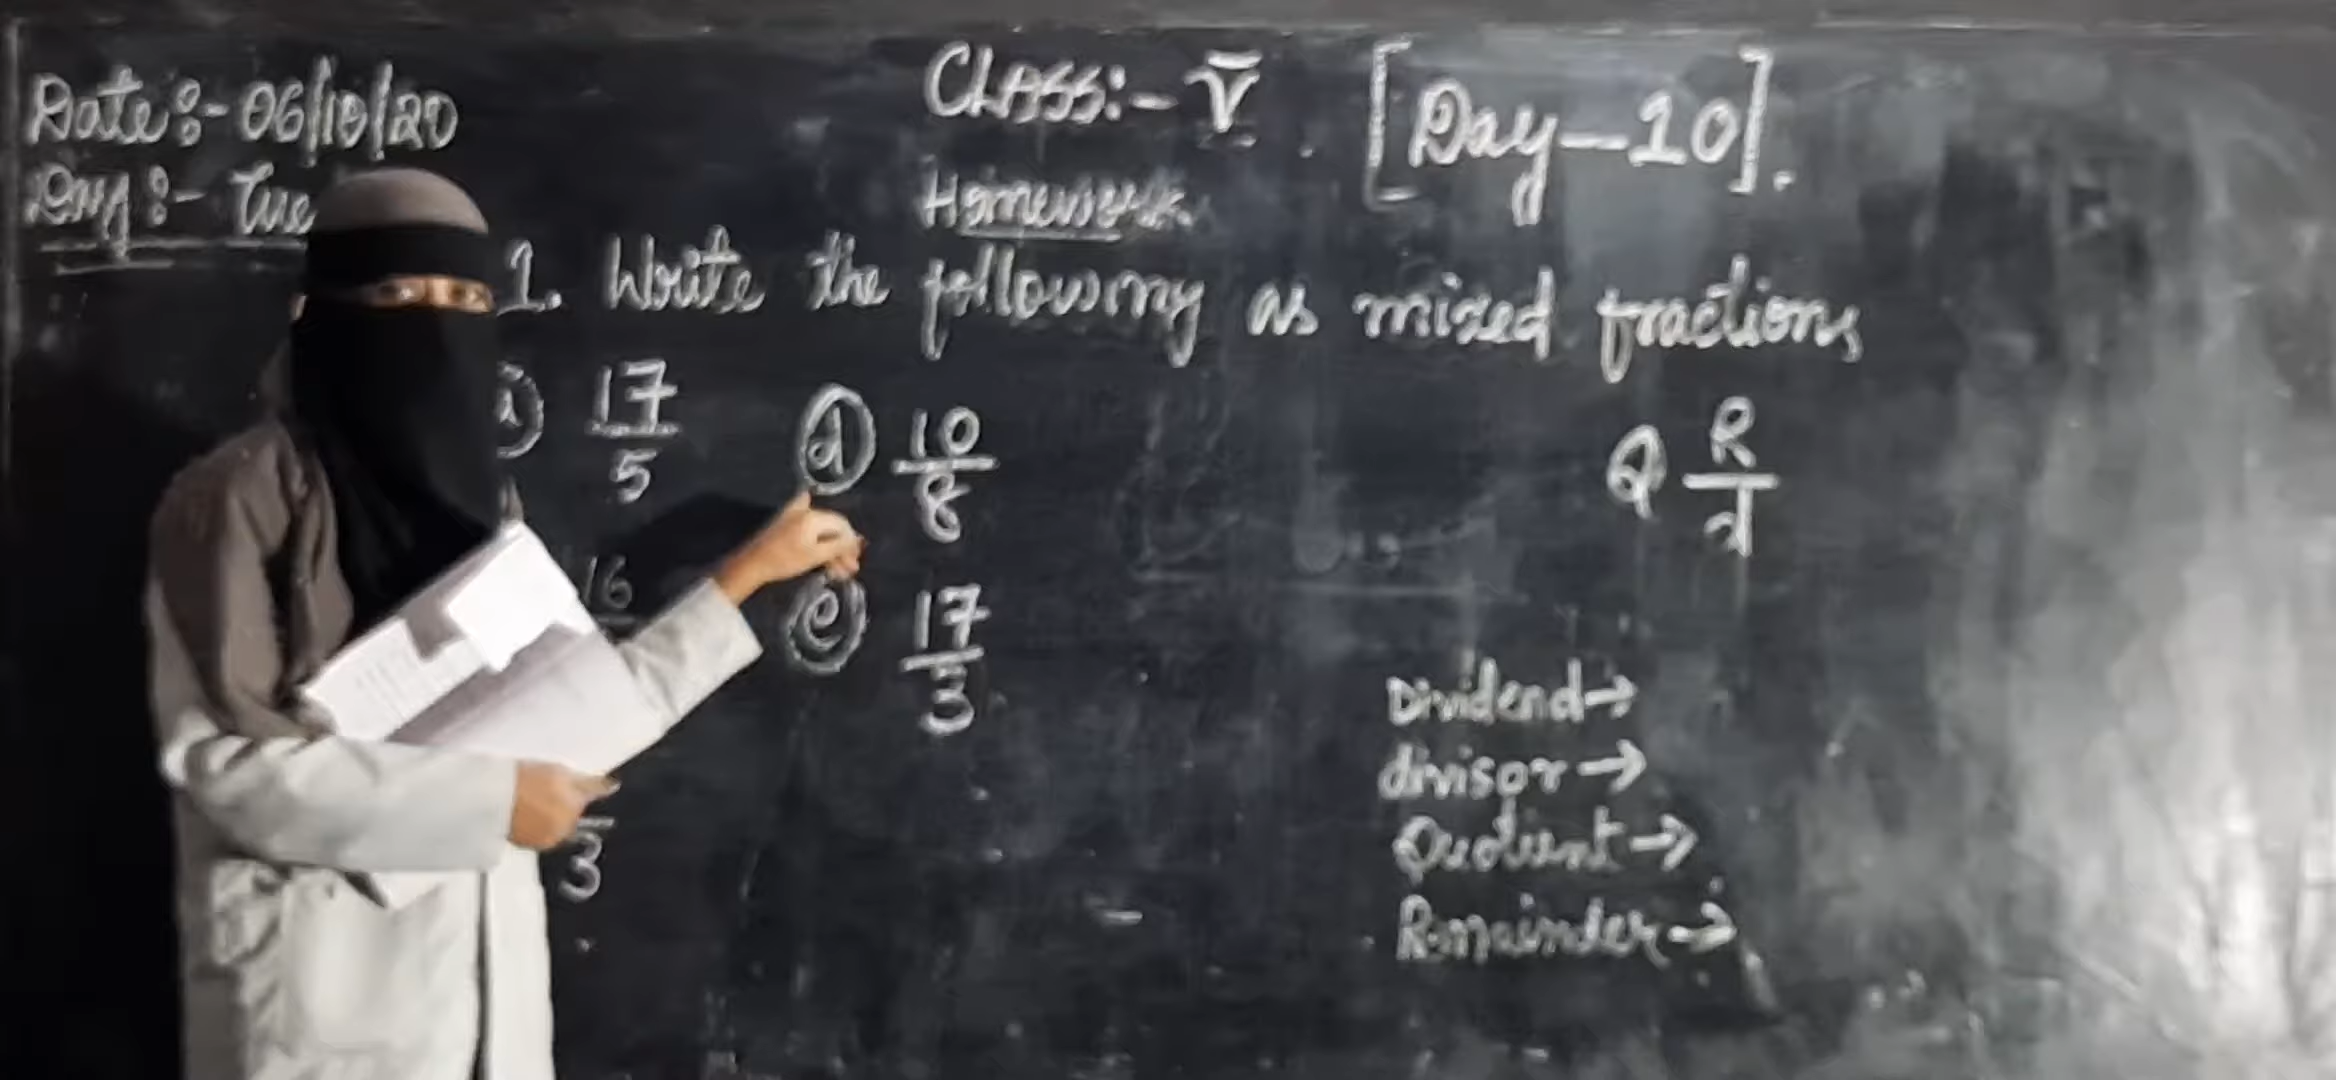 Date:- 06/10/20
Day:- Tue
CLASS:- V
[Day-10].
Homework
1. Write the following as mixed fractions
17/5
ⓓ 10/8
16
ⓔ 17/3
3
Q R/d
Dividend→
divisor→
Quotient→
Remainder→